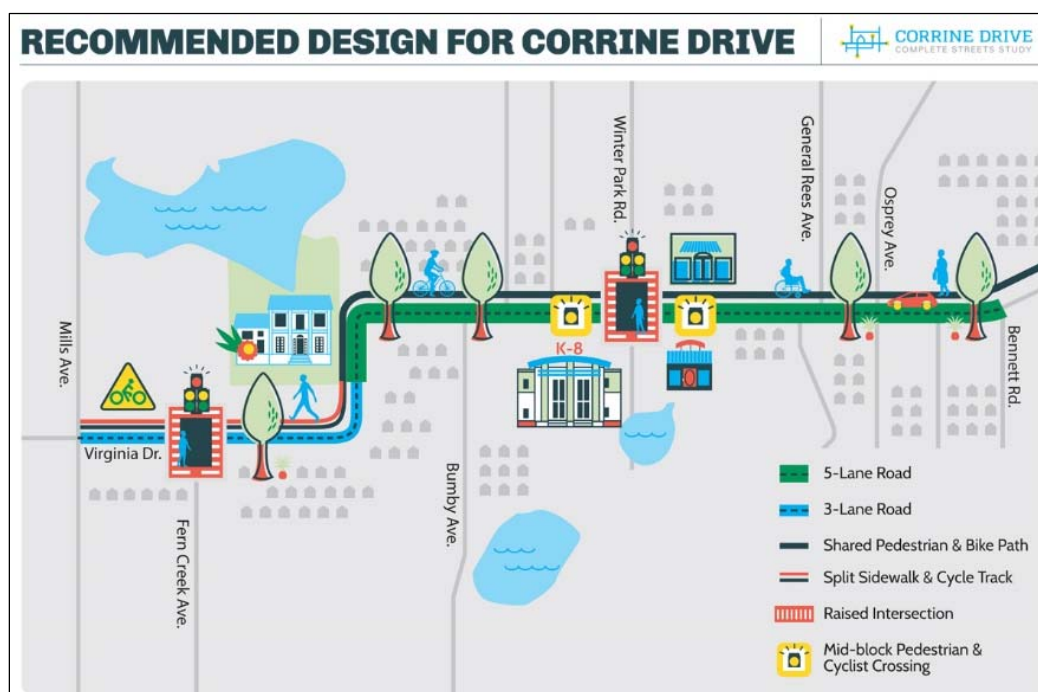 RECOMMENDED DESIGN FOR CORRINE DRIVE
CORRINE DRIVE
COMPLETE STREETS STUDY
Mills Ave.
Virginia Dr.
Fern Creek Ave.
Bumby Ave.
Winter Park Rd.
General Rees Ave.
Osprey Ave.
Bennett Rd.
K-8
5-Lane Road
3-Lane Road
Shared Pedestrian & Bike Path
Split Sidewalk & Cycle Track
Raised Intersection
Mid-block Pedestrian &
Cyclist Crossing